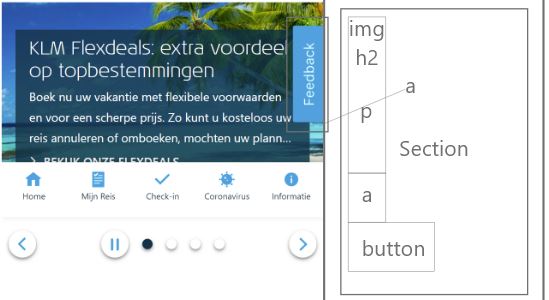 KLM Flexdeals: extra voordeel
op topbestemmingen
Boek nu uw vakantie met flexibele voorwaarden
en voor een scherpe prijs. Zo kunt u kosteloos uw
reis annuleren of omboeken, mochten uw plann...
> BEKIJK ONZE FLEXDEALS
Feedback
Home Mijn Reis Check-in Coronavirus Informatie
img
h2
a
p
Section
a
button